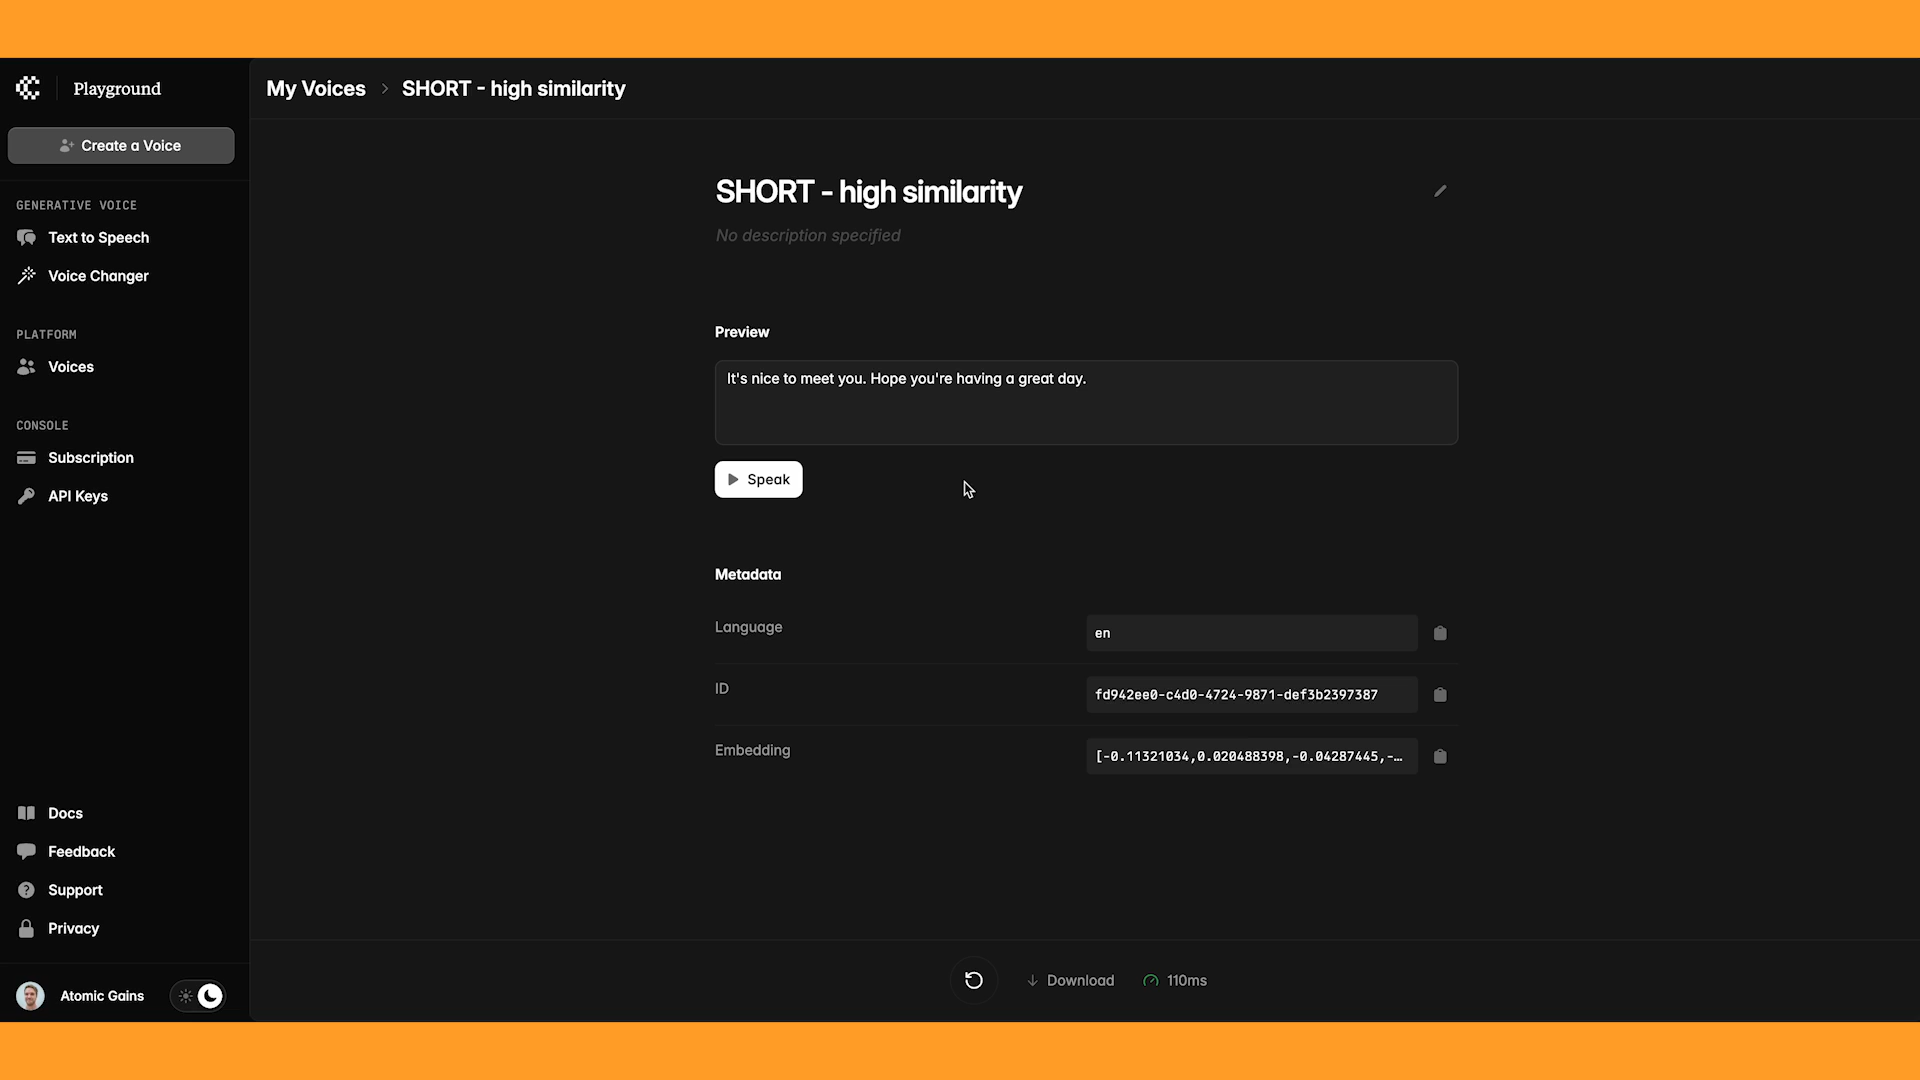 Playground
Create a Voice
GENERATIVE VOICE
Text to Speech
Voice Changer
PLATFORM
Voices
CONSOLE
Subscription
API Keys
Docs
Feedback
Support
Privacy
Atomic Gains
My Voices > SHORT - high similarity
SHORT - high similarity
No description specified
Preview
It's nice to meet you. Hope you're having a great day.
Speak
Metadata
Language
en
ID
fd942ee0-c4d0-4724-9871-def3b2397387
Embedding
[-0.11321034,0.020488398,-0.04287445,-…
Download
110ms